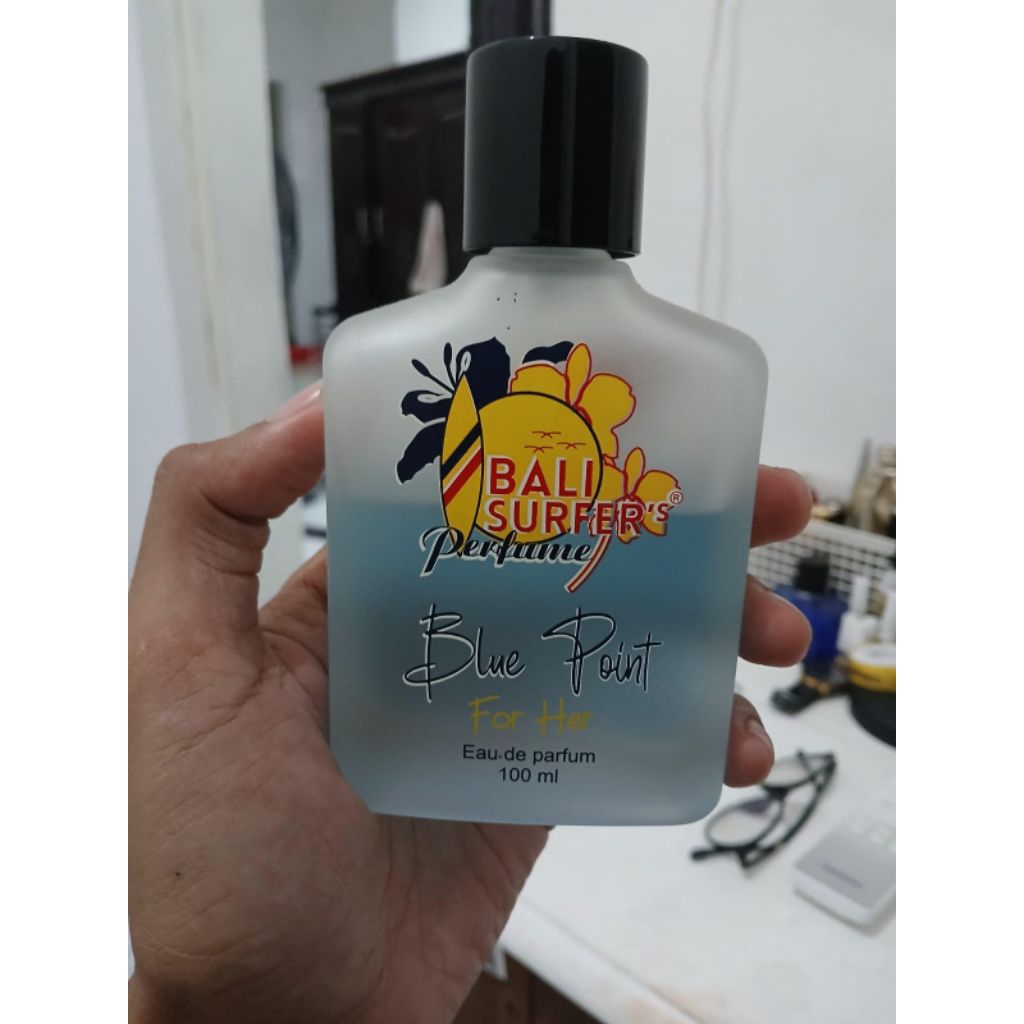 BALI
SURFER'S®
Perfume
Blue Point
For Her
Eau de parfum
100 ml